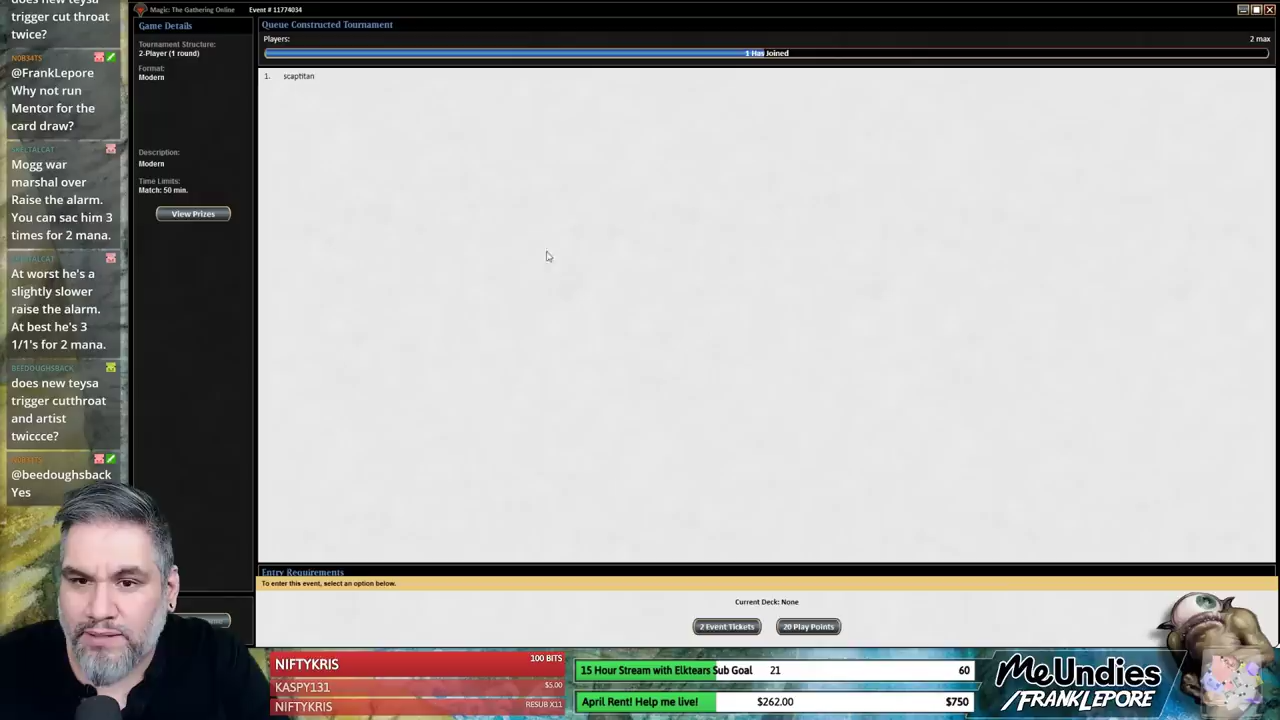 trigger cut throat
twice?
N0B34TS
@FrankLepore
Why not run
Mentor for the
card draw?
Mogg war
marshal over
Raise the alarm.
You can sac him 3
times for 2 mana.
At worst he's a
slightly slower
raise the alarm.
At best he's 3
1/1's for 2 mana.
BEEDOUGHSBACK
does new teysa
trigger cutthroat
and artist
twiccce?
@beedoughsback
Yes
Magic: The Gathering Online Event # 11774034
Game Details
Tournament Structure:
2-Player (1 round)
Format:
Modern
Description:
Modern
Time Limits:
Match: 50 min.
View Prizes
Queue Constructed Tournament
Players: 2 max
1 Has Joined
1. scaptitan
Entry Requirements
To enter this event, select an option below.
Current Deck: None
2 Event Tickets 20 Play Points
NIFTYKRIS 100 BITS
KASPY131 $5.00
NIFTYKRIS RESUB X11
15 Hour Stream with Elktears Sub Goal 21 60
April Rent! Help me live! $262.00 $750
MeUndies
/FRANKLEPORE